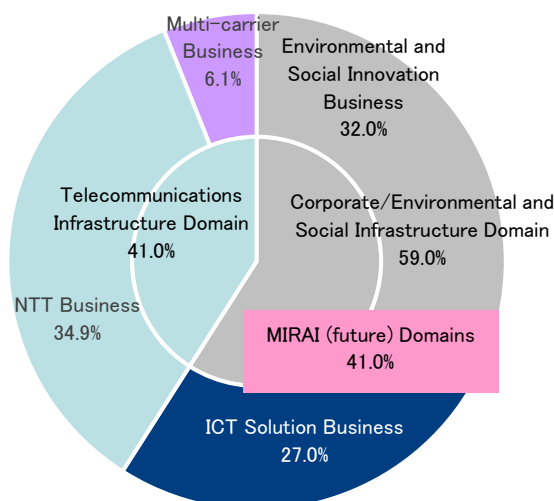 Multi-carrier
Business
6.1%
Environmental and
Social Innovation
Business
32.0%
Telecommunications
Infrastructure Domain
41.0%
Corporate/Environmental and
Social Infrastructure Domain
59.0%
NTT Business
34.9%
MIRAI (future) Domains
41.0%
ICT Solution Business
27.0%